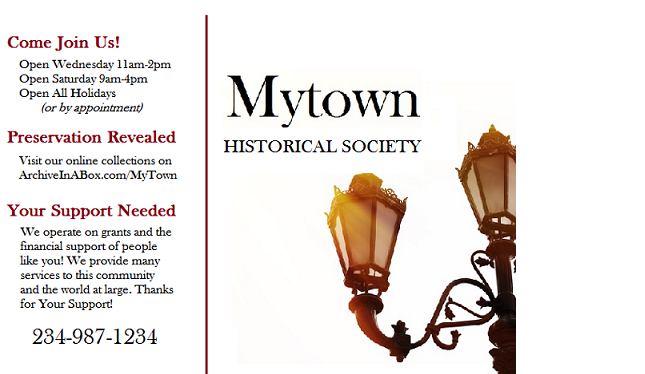 Come Join Us!
Open Wednesday 11am-2pm
Open Saturday 9am-4pm
Open All Holidays
(or by appointment)
Preservation Revealed
Visit our online collections on
ArchiveInABox.com/MyTown
Your Support Needed
We operate on grants and the
financial support of people
like you! We provide many
services to this community
and the world at large. Thanks
for Your Support!
234-987-1234
Mytown
HISTORICAL SOCIETY